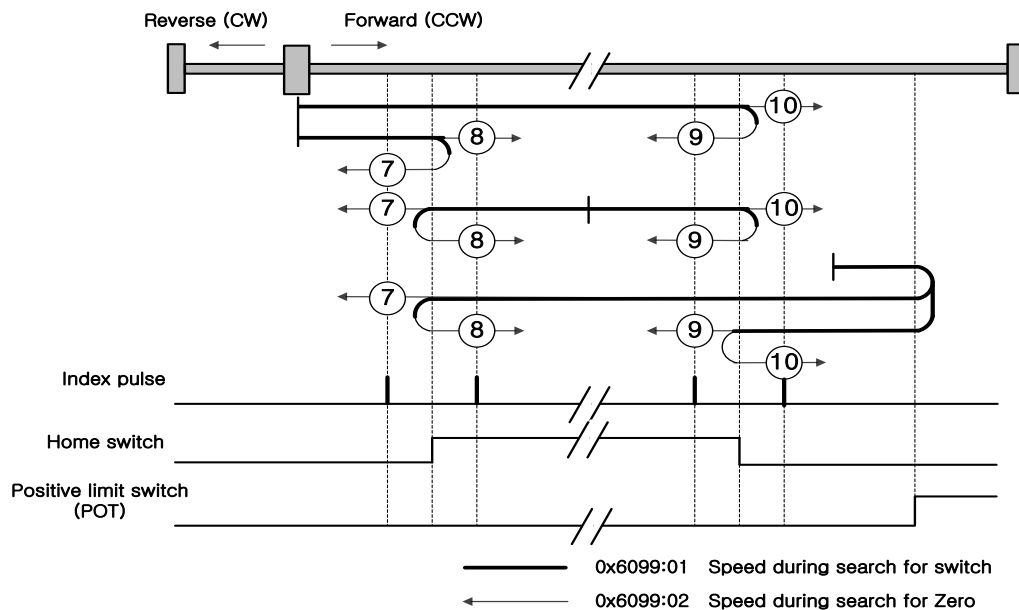 Reverse (CW) Forward (CCW)
10
8 9
7
7 10
8 9
7
8 9
10
Index pulse
Home switch
Positive limit switch
(POT)
0x6099:01 Speed during search for switch
0x6099:02 Speed during search for Zero